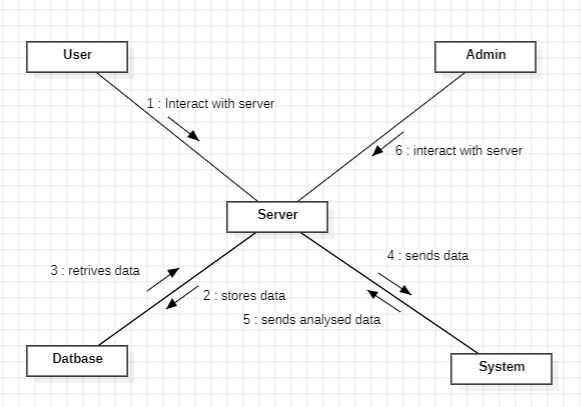 User
Admin
1 : Interact with server
6 : interact with server
Server
4 : sends data
3 : retrives data
2 : stores data
5 : sends analysed data
Datbase
System